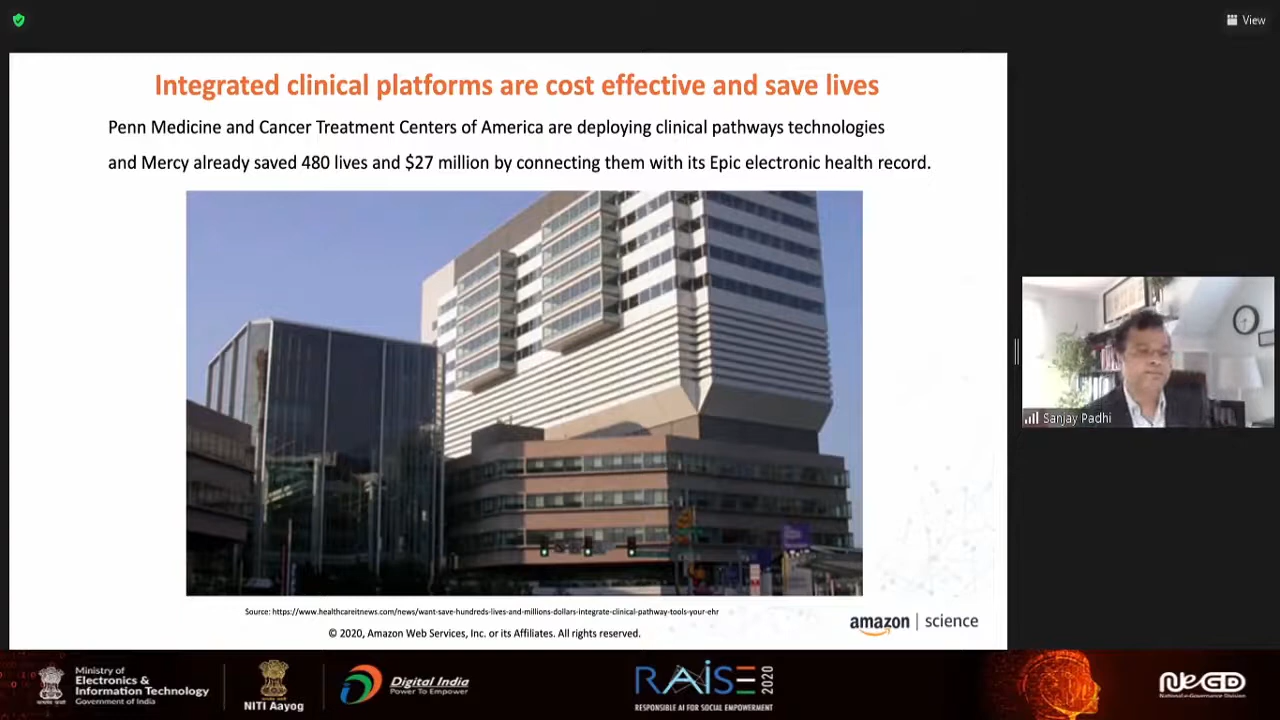 View
Integrated clinical platforms are cost effective and save lives
Penn Medicine and Cancer Treatment Centers of America are deploying clinical pathways technologies
and Mercy already saved 480 lives and $27 million by connecting them with its Epic electronic health record.
Sanjay Padhi
Source: https://www.healthcareitnews.com/news/want-save-hundreds-lives-and-millions-dollars-integrate-clinical-pathway-tools-your-ehr
© 2020, Amazon Web Services, Inc. or its Affiliates. All rights reserved.
amazon | science
Ministry of
Electronics &
Information Technology
Government of India
NITI Aayog
Digital India
Power To Empower
RAiSE 2020
RESPONSIBLE AI FOR SOCIAL EMPOWERMENT
NeGD
National e-Governance Division